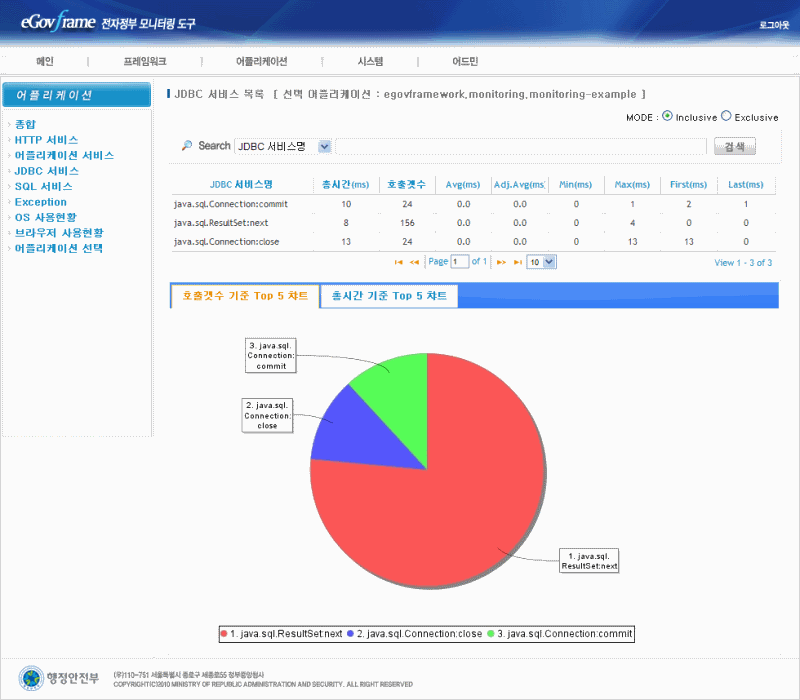 eGovframe 전자정부 모니터링 도구
로그아웃
메인 | 프레임워크 | 어플리케이션 | 시스템 | 어드민
어플리케이션
종합
HTTP 서비스
어플리케이션 서비스
JDBC 서비스
SQL 서비스
Exception
OS 사용현황
브라우저 사용현황
어플리케이션 선택
JDBC 서비스 목록 [ 선택 어플리케이션 : egovframework.monitoring.monitoring-example ]
MODE : Inclusive Exclusive
Search JDBC 서비스명 검색
JDBC 서비스명 총시간(ms) 호출겟수 Avg(ms) Adj.Avg(ms) Min(ms) Max(ms) First(ms) Last(ms)
java.sql.Connection:commit 10 24 0.0 0.0 0 1 2 1
java.sql.ResultSet:next 8 156 0.0 0.0 0 4 0 0
java.sql.Connection:close 13 24 0.0 0.0 0 13 13 0
Page 1 of 1 10 View 1 - 3 of 3
호출겟수 기준 Top 5 챠트 총시간 기준 Top 5 챠트
3. java.sql.
Connection:
commit
2. java.sql.
Connection:
close
1. java.sql.
ResultSet:next
1. java.sql.ResultSet:next 2. java.sql.Connection:close 3. java.sql.Connection:commit
행정안전부
(우)110-751 서울특별시 종로구 세종로55 정부중앙청사
COPYRIGHT(C)2010 MINISTRY OF REPUBLIC ADMINISTRATION AND SECURITY. ALL RIGHT RESERVED